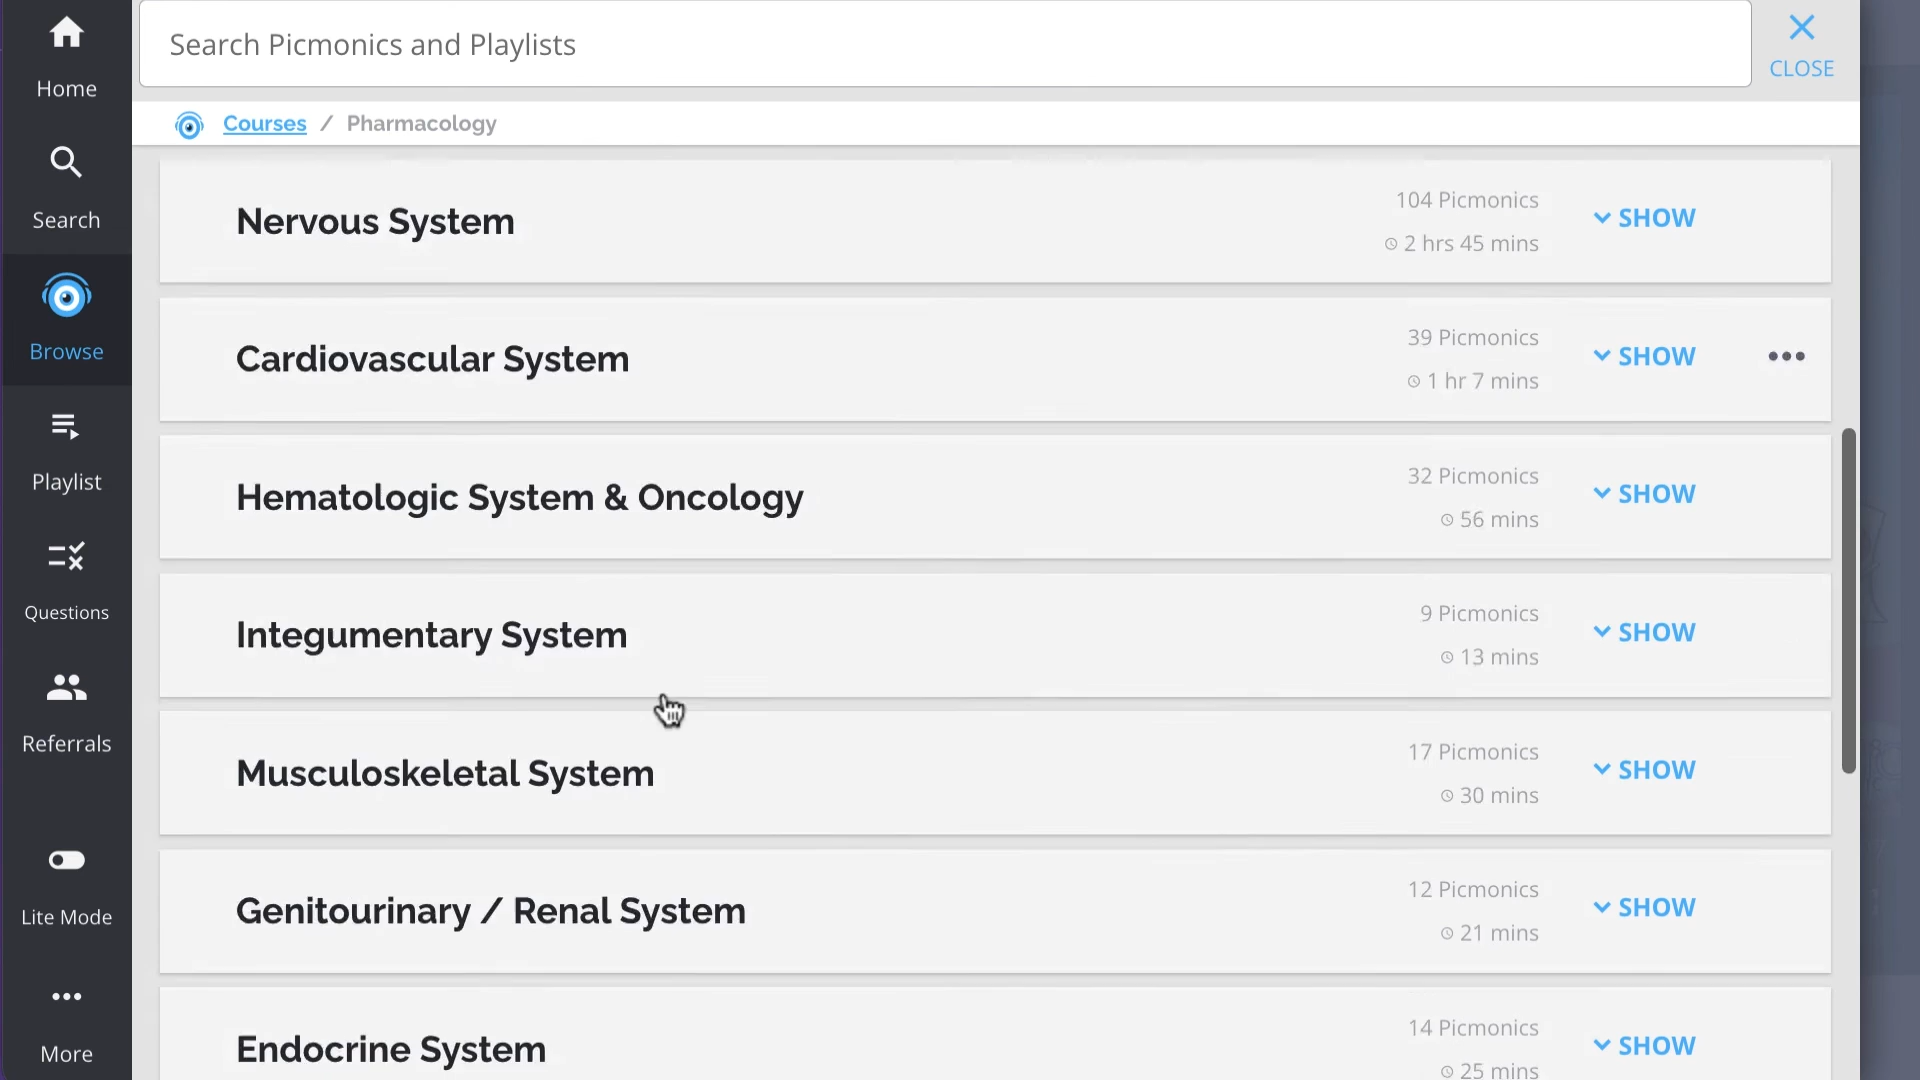 Home
Search
Browse
Playlist
Questions
Referrals
Lite Mode
More
Search Picmonics and Playlists
CLOSE
Courses / Pharmacology
Nervous System
104 Picmonics
2 hrs 45 mins
SHOW
Cardiovascular System
39 Picmonics
1 hr 7 mins
SHOW
Hematologic System & Oncology
32 Picmonics
56 mins
SHOW
Integumentary System
9 Picmonics
13 mins
SHOW
Musculoskeletal System
17 Picmonics
30 mins
SHOW
Genitourinary / Renal System
12 Picmonics
21 mins
SHOW
Endocrine System
14 Picmonics
25 mins
SHOW